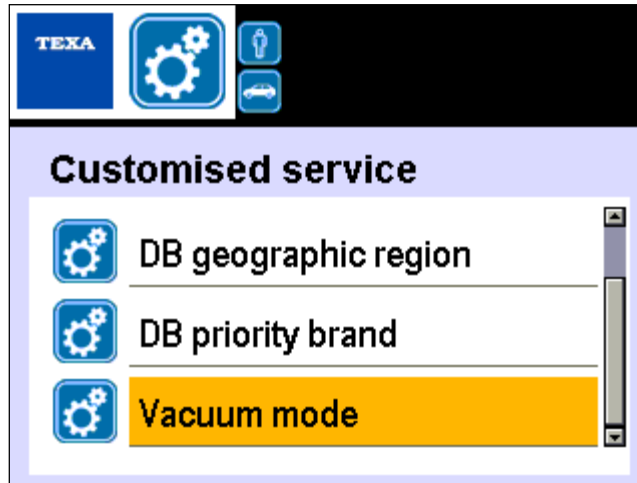 TEXA
Customised service
DB geographic region
DB priority brand
Vacuum mode